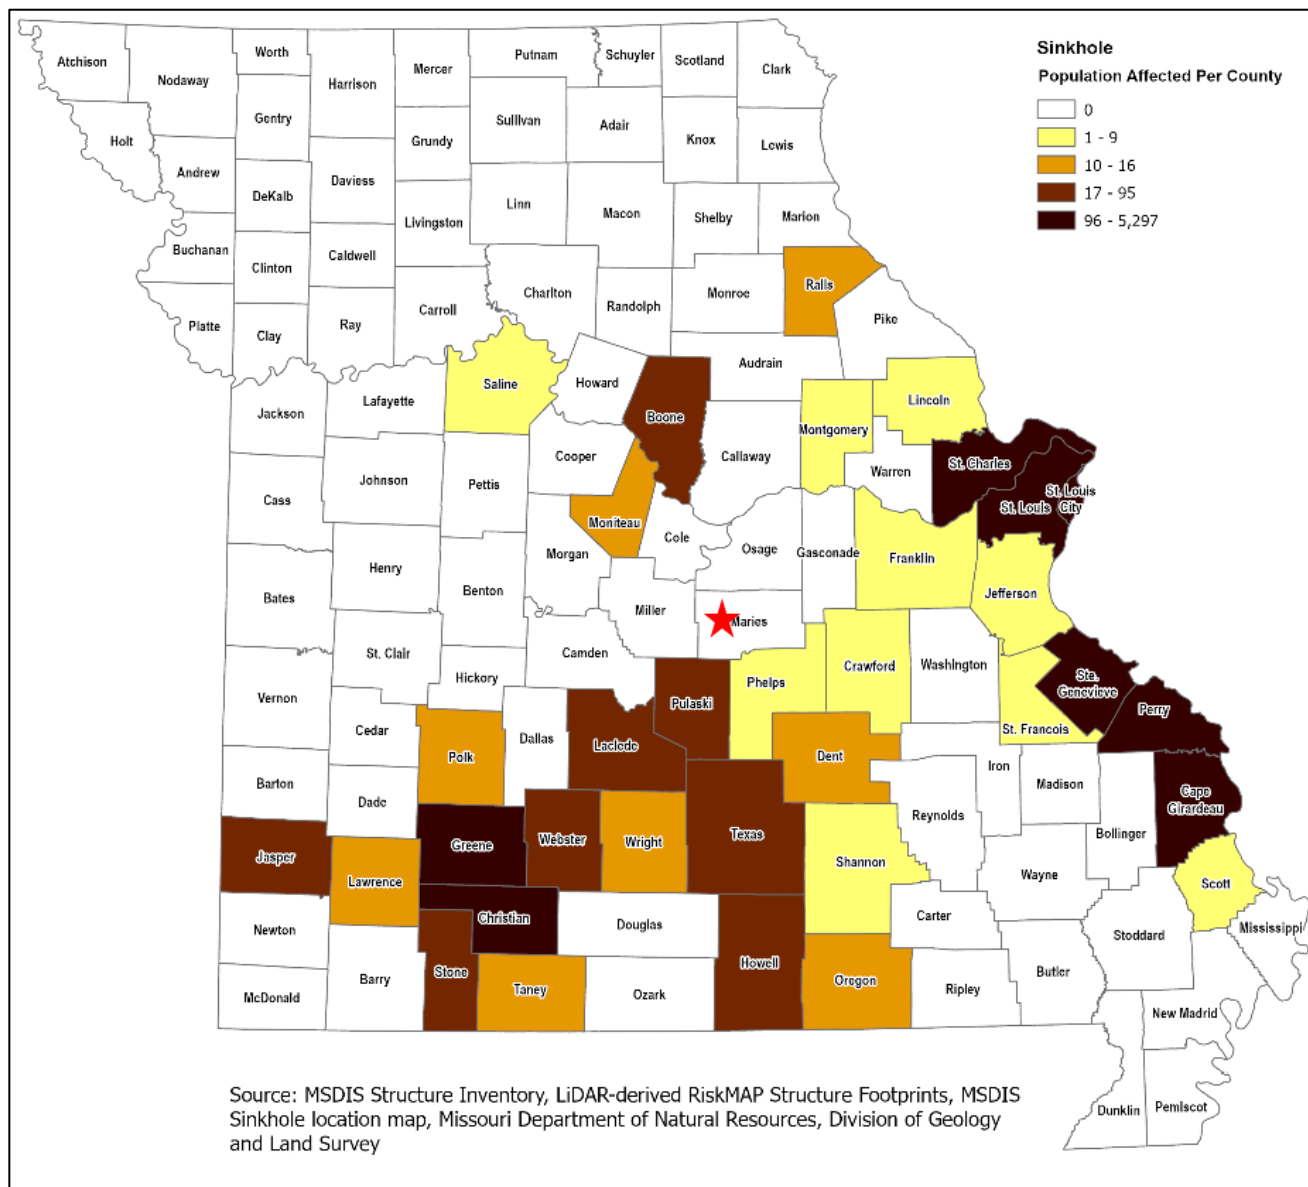 Sinkhole
Population Affected Per County
0
1 - 9
10 - 16
17 - 95
96 - 5,297
Atchison
Nodaway
Worth
Harrison
Mercer
Putnam
Schuyler
Scotland
Clark
Holt
Gentry
Grundy
Sullivan
Adair
Knox
Lewis
Andrew
DeKalb
Daviess
Livingston
Linn
Macon
Shelby
Marion
Buchanan
Clinton
Caldwell
Carroll
Chariton
Randolph
Monroe
Ralls
Pike
Platte
Clay
Ray
Saline
Howard
Audrain
Lincoln
Jackson
Lafayette
Boone
Montgomery
Callaway
Warren
St. Charles
St. Louis
City
St. Louis
Cass
Johnson
Pettis
Cooper
Moniteau
Cole
Osage
Gasconade
Franklin
Jefferson
Bates
Henry
Benton
Morgan
Miller
Maries
Vernon
St. Clair
Hickory
Camden
Pulaski
Phelps
Crawford
Washington
Ste.
Genevieve
St. Francois
Perry
Cedar
Polk
Dallas
Laclede
Dent
Iron
Madison
Cape
Girardeau
Barton
Dade
Greene
Webster
Wright
Texas
Shannon
Reynolds
Bollinger
Jasper
Lawrence
Christian
Douglas
Carter
Wayne
Scott
Newton
Barry
Stone
Taney
Ozark
Howell
Oregon
Ripley
Butler
Stoddard
Mississippi
McDonald
New Madrid
Dunklin
Pemiscot
Source: MSDIS Structure Inventory, LiDAR-derived RiskMAP Structure Footprints, MSDIS
Sinkhole location map, Missouri Department of Natural Resources, Division of Geology
and Land Survey